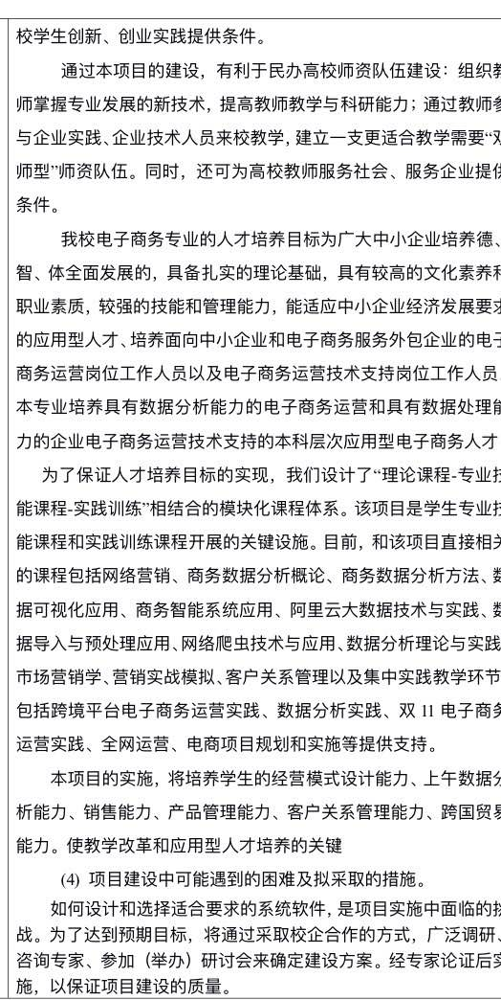 校学生创新、创业实践提供条件。
通过本项目的建设，有利于民办高校师资队伍建设：组织教
师掌握专业发展的新技术，提高教师教学与科研能力；通过教师参
与企业实践、企业技术人员来校教学，建立一支更适合教学需要“双
师型”师资队伍。同时，还可为高校教师服务社会、服务企业提供
条件。
我校电子商务专业的人才培养目标为广大中小企业培养德、
智、体全面发展的，具备扎实的理论基础，具有较高的文化素养和
职业素质，较强的技能和管理能力，能适应中小企业经济发展要求
的应用型人才、培养面向中小企业和电子商务服务外包企业的电子
商务运营岗位工作人员以及电子商务运营技术支持岗位工作人员.
本专业培养具有数据分析能力的电子商务运营和具有数据处理能
力的企业电子商务运营技术支持的本科层次应用型电子商务人才
为了保证人才培养目标的实现，我们设计了“理论课程-专业技
能课程-实践训练”相结合的模块化课程体系。该项目是学生专业技
能课程和实践训练课程开展的关键设施。目前，和该项目直接相关
的课程包括网络营销、商务数据分析概论、商务数据分析方法、数
据可视化应用、商务智能系统应用、阿里云大数据技术与实践、数
据导入与预处理应用、网络爬虫技术与应用、数据分析理论与实践
市场营销学、营销实战模拟、客户关系管理以及集中实践教学环节
包括跨境平台电子商务运营实践、数据分析实践、双 11 电子商务
运营实践、全网运营、电商项目规划和实施等提供支持。
本项目的实施，将培养学生的经营模式设计能力、上午数据分
析能力、销售能力、产品管理能力、客户关系管理能力、跨国贸易
能力。使教学改革和应用型人才培养的关键
(4) 项目建设中可能遇到的困难及拟采取的措施。
如何设计和选择适合要求的系统软件，是项目实施中面临的挑
战。为了达到预期目标，将通过采取校企合作的方式，广泛调研、
咨询专家、参加（举办）研讨会来确定建设方案。经专家论证后实
施，以保证项目建设的质量。